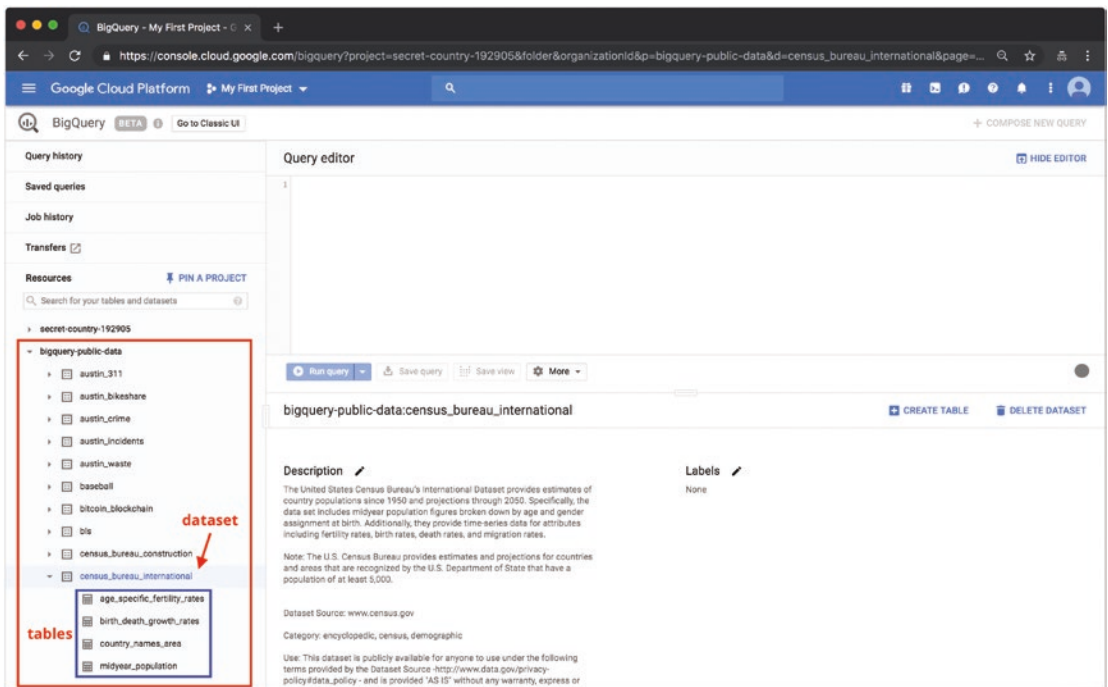 BigQuery - My First Project - G
https://console.cloud.google.com/bigquery?project=secret-country-192905&folder&organizationId&p=bigquery-public-data&d=census_bureau_international&page=...
Google Cloud Platform My First Project
BigQuery BETA Go to Classic UI
+ COMPOSE NEW QUERY
Query history
Saved queries
Job history
Transfers
Resources PIN A PROJECT
Search for your tables and datasets
secret-country-192905
bigquery-public-data
austin_311
austin_bikeshare
austin_crime
austin_incidents
austin_waste
baseball
bitcoin_blockchain
dataset
bls
census_bureau_construction
census_bureau_international
age_specific_fertility_rates
birth_death_growth_rates
tables
country_names_area
midyear_population
Query editor
HIDE EDITOR
1
Run query Save query Save view More
bigquery-public-data:census_bureau_international
CREATE TABLE DELETE DATASET
Description
The United States Census Bureau's International Dataset provides estimates of
country populations since 1950 and projections through 2050. Specifically, the
data set includes midyear population figures broken down by age and gender
assignment at birth. Additionally, they provide time-series data for attributes
including fertility rates, birth rates, death rates, and migration rates.
Note: The U.S. Census Bureau provides estimates and projections for countries
and areas that are recognized by the U.S. Department of State that have a
population of at least 5,000.
Dataset Source: www.census.gov
Category: encyclopedic, census, demographic
Use: This dataset is publicly available for anyone to use under the following
terms provided by the Dataset Source -http://www.data.gov/privacy-
policy#data_policy - and is provided "AS IS" without any warranty, express or
Labels
None